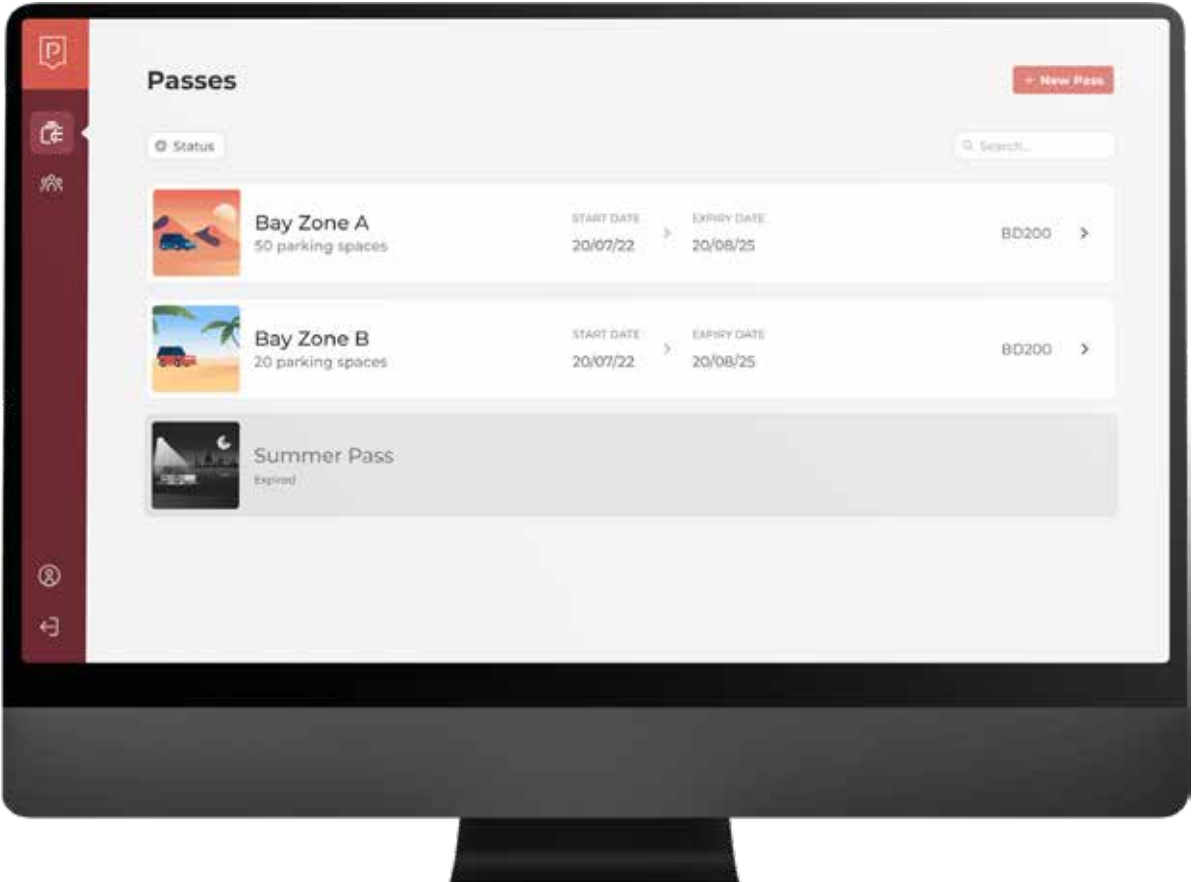 P
Passes
+ New Pass
Status
Search...
Bay Zone A
50 parking spaces
START DATE
20/07/22
EXPIRY DATE
20/08/25
BD200
Bay Zone B
20 parking spaces
START DATE
20/07/22
EXPIRY DATE
20/08/25
BD200
Summer Pass
Expired